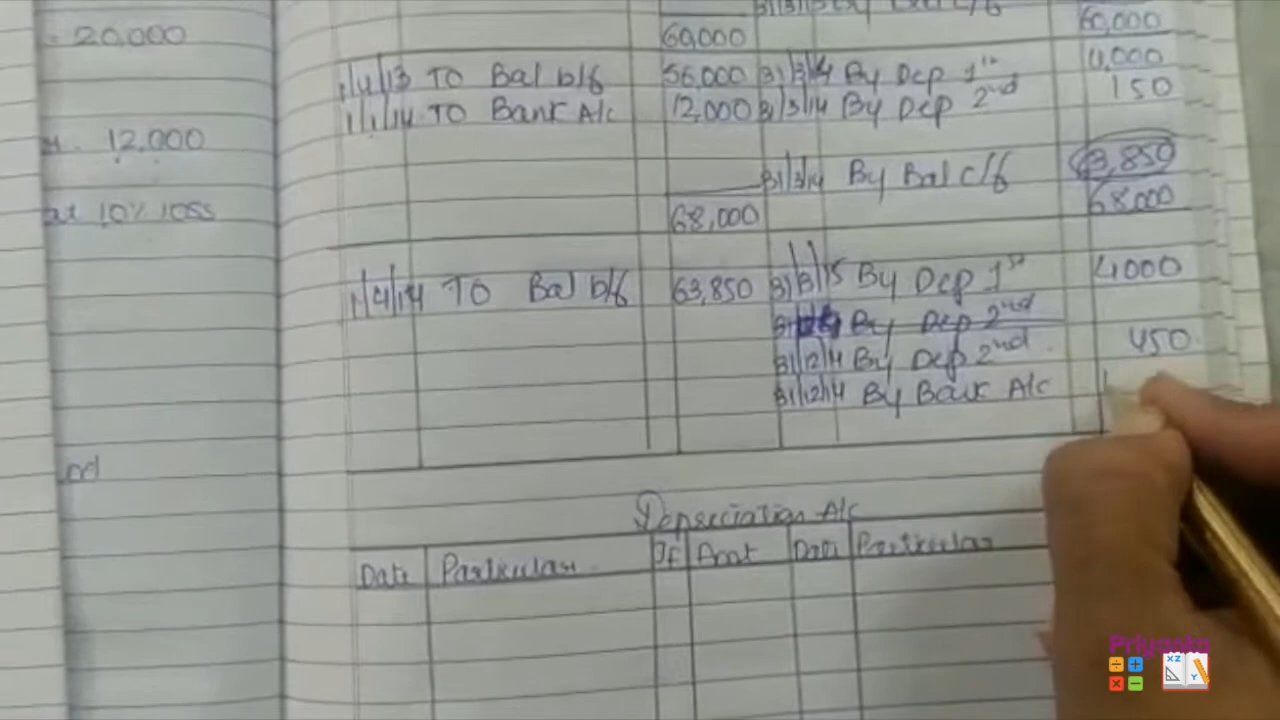 20,000
12,000
at 10% loss
60,000
60,000
1/4/13 TO Bal b/f 56,000 31/3/14 By Dep 1st 4,000
1/1/14 TO Bank A/c 12,000 31/3/14 By Dep 2nd 150
31/3/14 By Bal c/f 63,850
68,000 68,000
1/4/14 TO Bal b/f 63,850 31/3/15 By Dep 1st 4000
By Dep 2nd
31/12/14 By Dep 2nd 450
31/12/14 By Bank A/c
Depreciation A/c
Date Particulars Jf Amt Date Particular
Priyanka